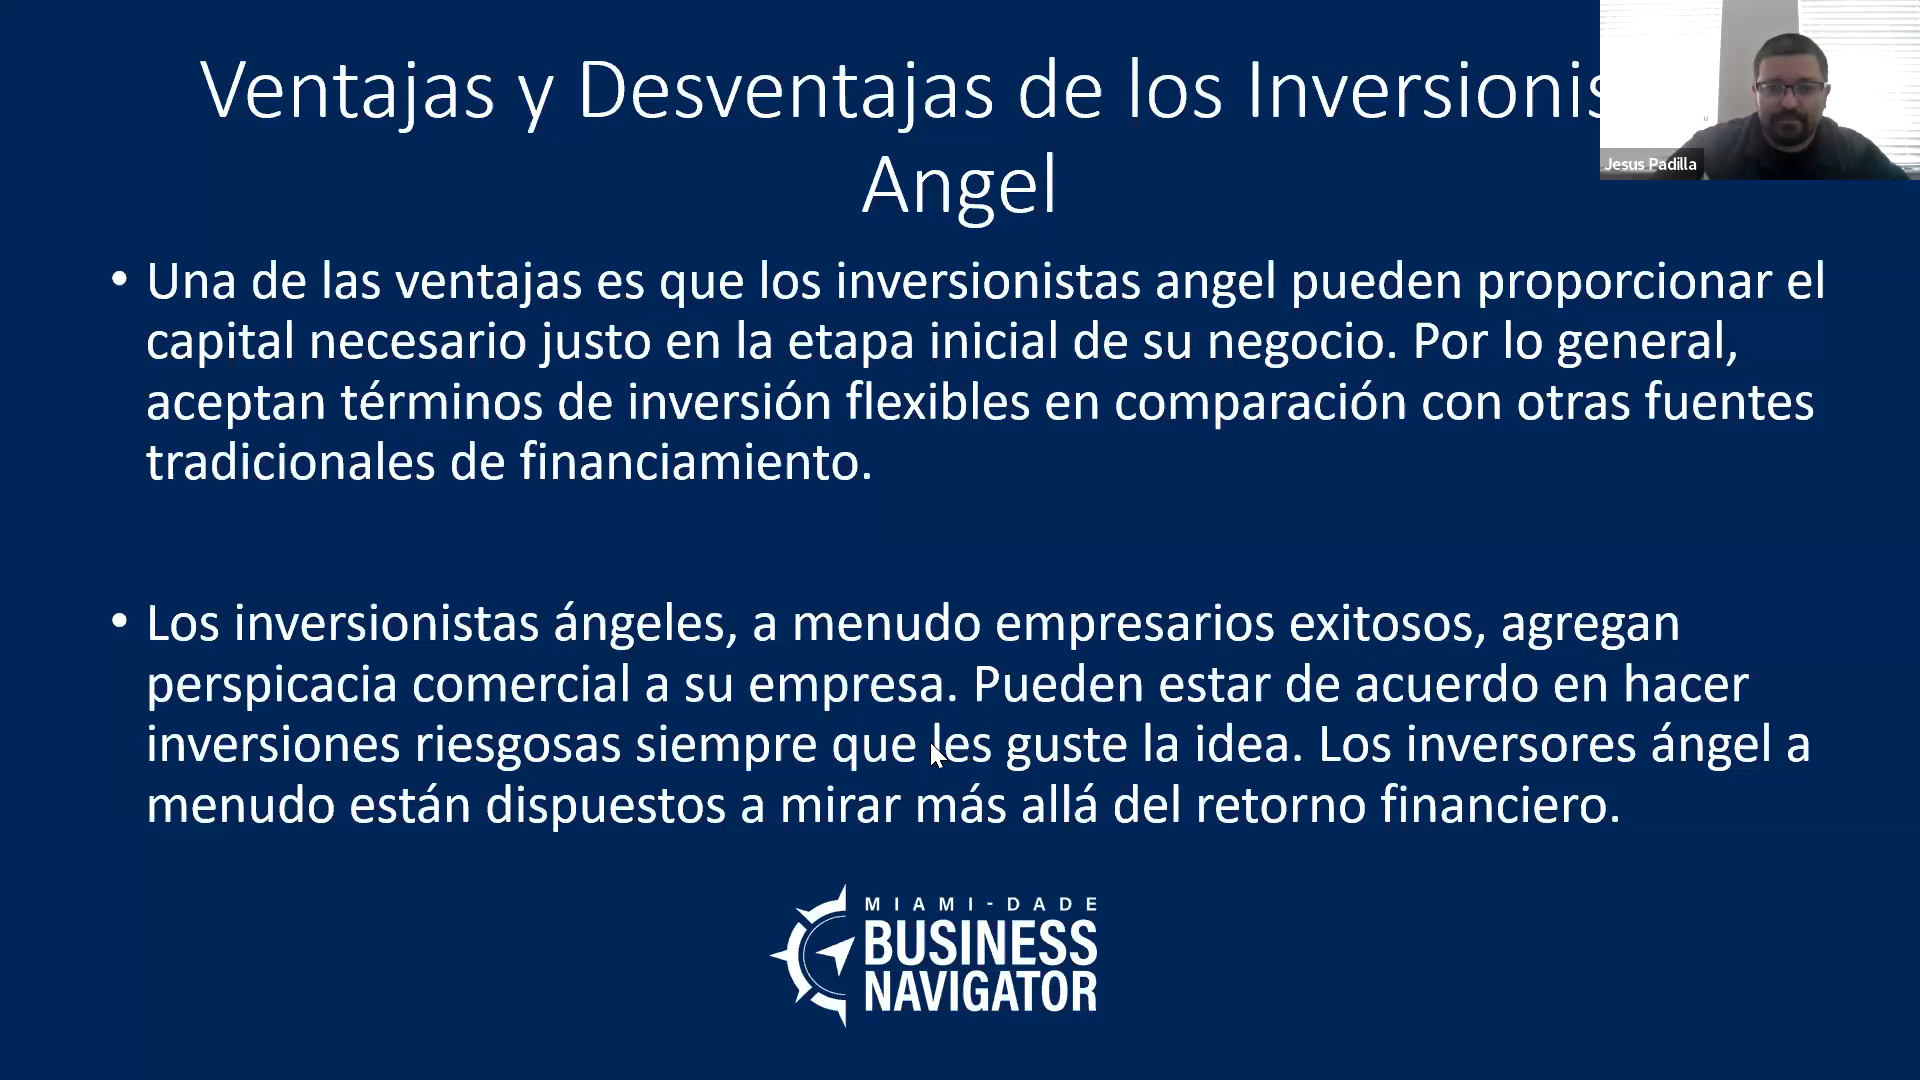 Ventajas y Desventajas de los Inversionis
Angel
Jesus Padilla
• Una de las ventajas es que los inversionistas angel pueden proporcionar el
capital necesario justo en la etapa inicial de su negocio. Por lo general,
aceptan términos de inversión flexibles en comparación con otras fuentes
tradicionales de financiamiento.
• Los inversionistas ángeles, a menudo empresarios exitosos, agregan
perspicacia comercial a su empresa. Pueden estar de acuerdo en hacer
inversiones riesgosas siempre que les guste la idea. Los inversores ángel a
menudo están dispuestos a mirar más allá del retorno financiero.
MIAMI-DADE
BUSINESS
NAVIGATOR